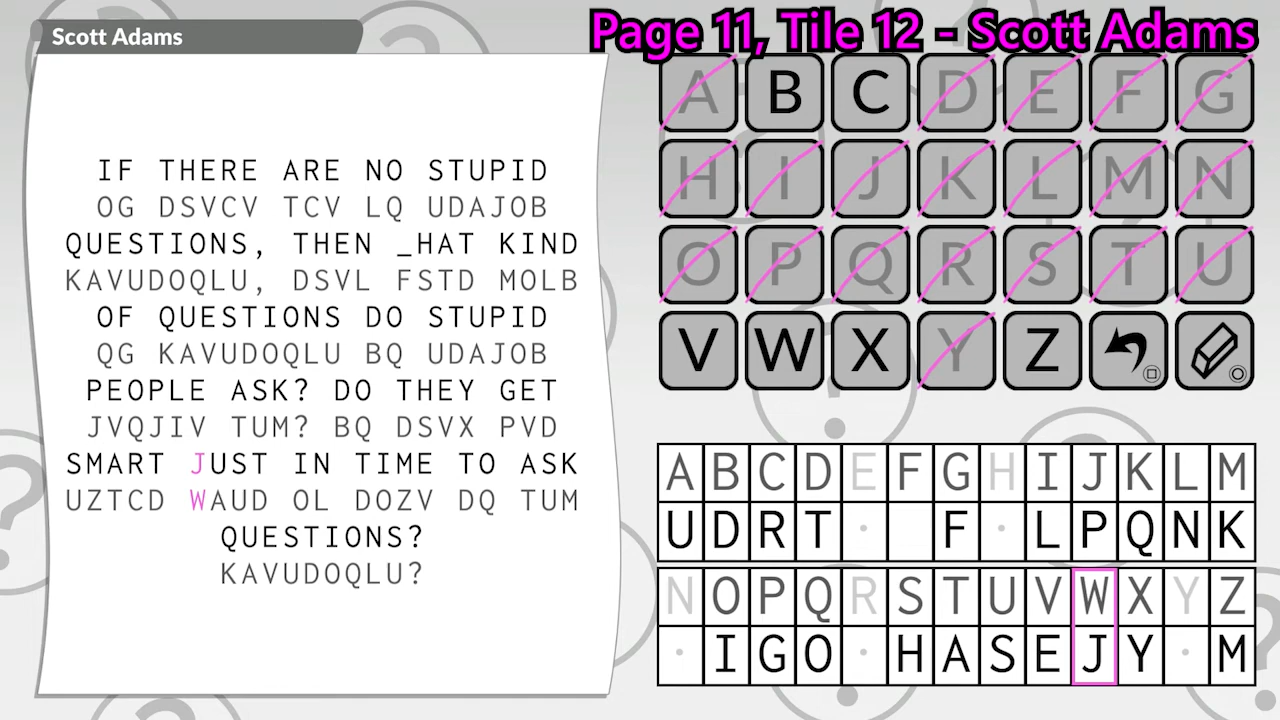 Page 11, Tile 12 - Scott Adams
Scott Adams
IF THERE ARE NO STUPID
OG DSVCV TCV LQ UDAJOB
QUESTIONS, THEN _HAT KIND
KAVUDOQLU, DSVL FSTD MOLB
OF QUESTIONS DO STUPID
QG KAVUDOQLU BQ UDAJOB
PEOPLE ASK? DO THEY GET
JVQJIV TUM? BQ DSVX PVD
SMART JUST IN TIME TO ASK
UZTCD WAUD OL DOZV DQ TUM
QUESTIONS?
KAVUDOQLU?
A B C D E F G
H I J K L M N
O P Q R S T U
V W X Y Z
A B C D E F G H I J K L M
U D R T · F · L P Q N K
N O P Q R S T U V W X Y Z
· I G O · H A S E J Y · M